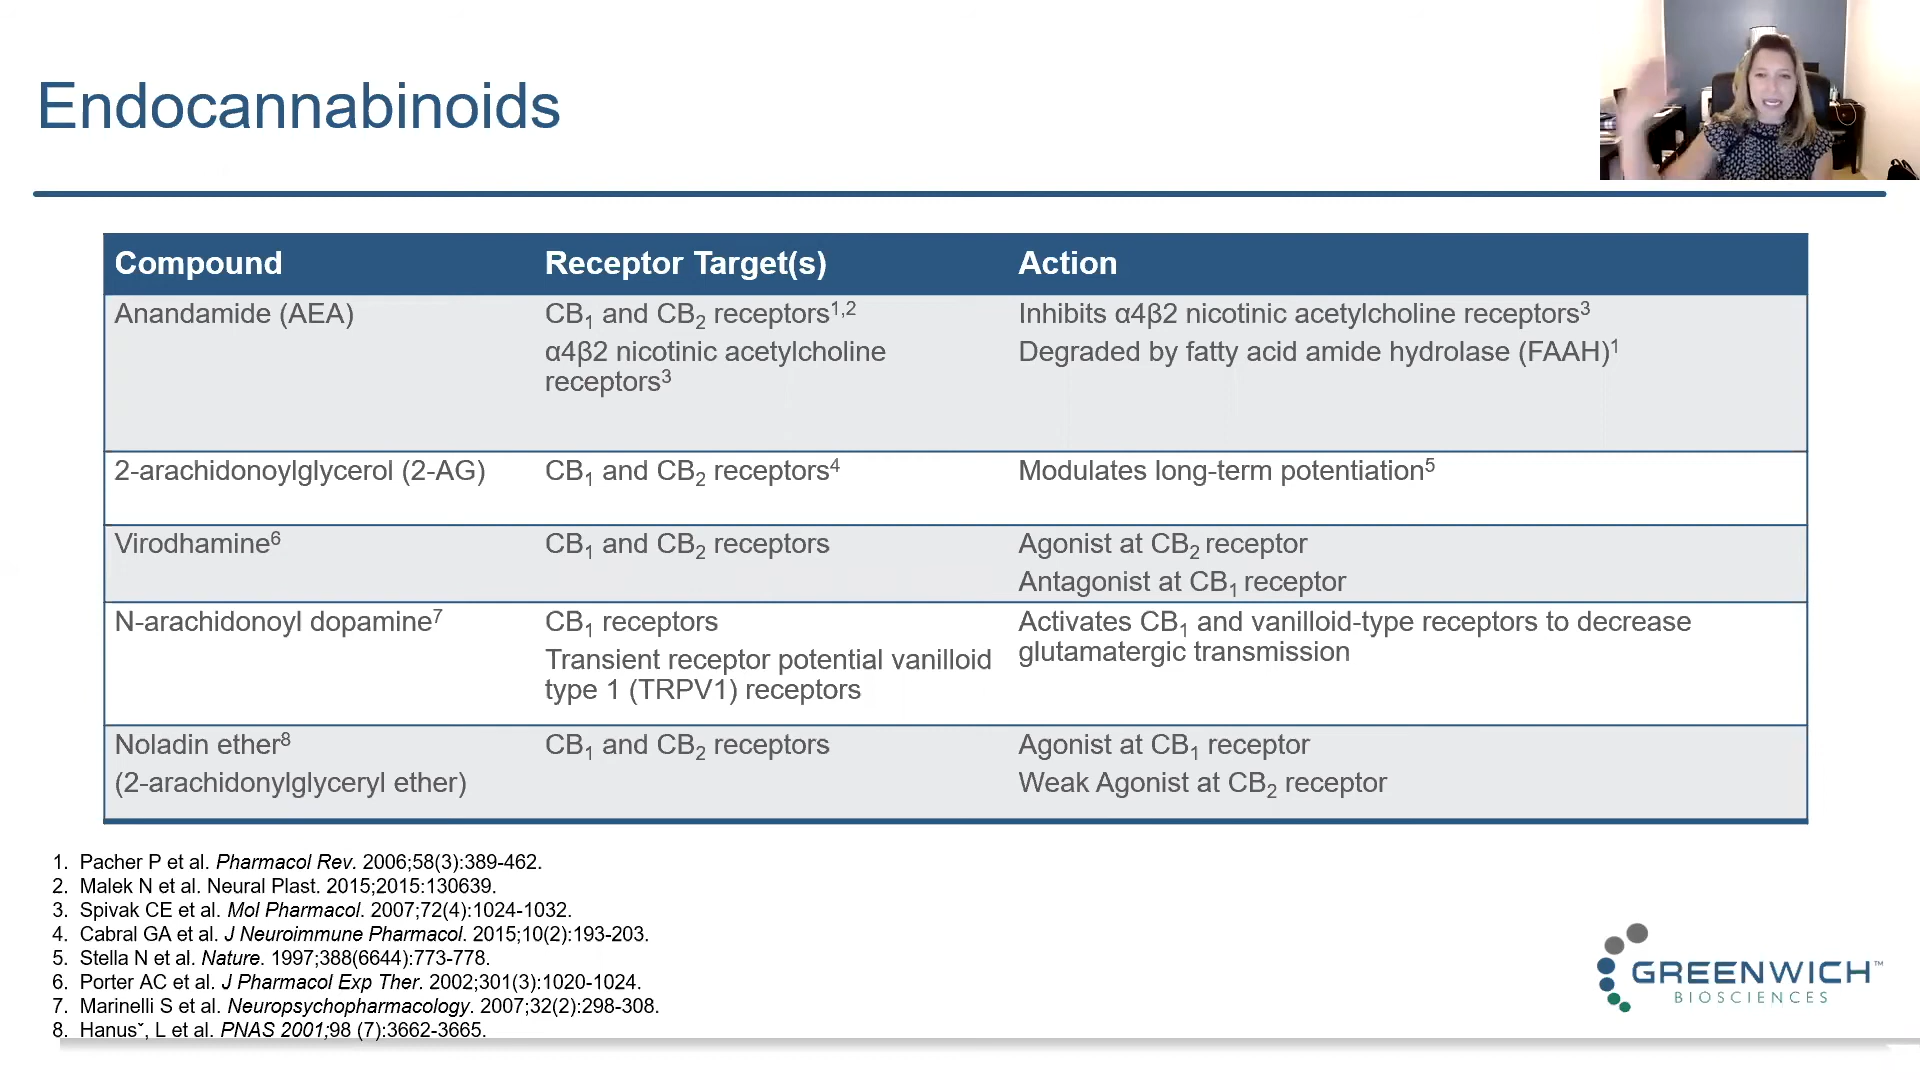 Endocannabinoids
Compound
Receptor Target(s)
Action
Anandamide (AEA)
CB₁ and CB₂ receptors¹,²
α4β2 nicotinic acetylcholine
receptors³
Inhibits α4β2 nicotinic acetylcholine receptors³
Degraded by fatty acid amide hydrolase (FAAH)¹
2-arachidonoylglycerol (2-AG)
CB₁ and CB₂ receptors⁴
Modulates long-term potentiation⁵
Virodhamine⁶
CB₁ and CB₂ receptors
Agonist at CB₂ receptor
Antagonist at CB₁ receptor
N-arachidonoyl dopamine⁷
CB₁ receptors
Transient receptor potential vanilloid
type 1 (TRPV1) receptors
Activates CB₁ and vanilloid-type receptors to decrease
glutamatergic transmission
Noladin ether⁸
(2-arachidonylglyceryl ether)
CB₁ and CB₂ receptors
Agonist at CB₁ receptor
Weak Agonist at CB₂ receptor
1. Pacher P et al. Pharmacol Rev. 2006;58(3):389-462.
2. Malek N et al. Neural Plast. 2015;2015:130639.
3. Spivak CE et al. Mol Pharmacol. 2007;72(4):1024-1032.
4. Cabral GA et al. J Neuroimmune Pharmacol. 2015;10(2):193-203.
5. Stella N et al. Nature. 1997;388(6644):773-778.
6. Porter AC et al. J Pharmacol Exp Ther. 2002;301(3):1020-1024.
7. Marinelli S et al. Neuropsychopharmacology. 2007;32(2):298-308.
8. Hanusˇ, L et al. PNAS 2001;98 (7):3662-3665.
GREENWICH™
BIOSCIENCES